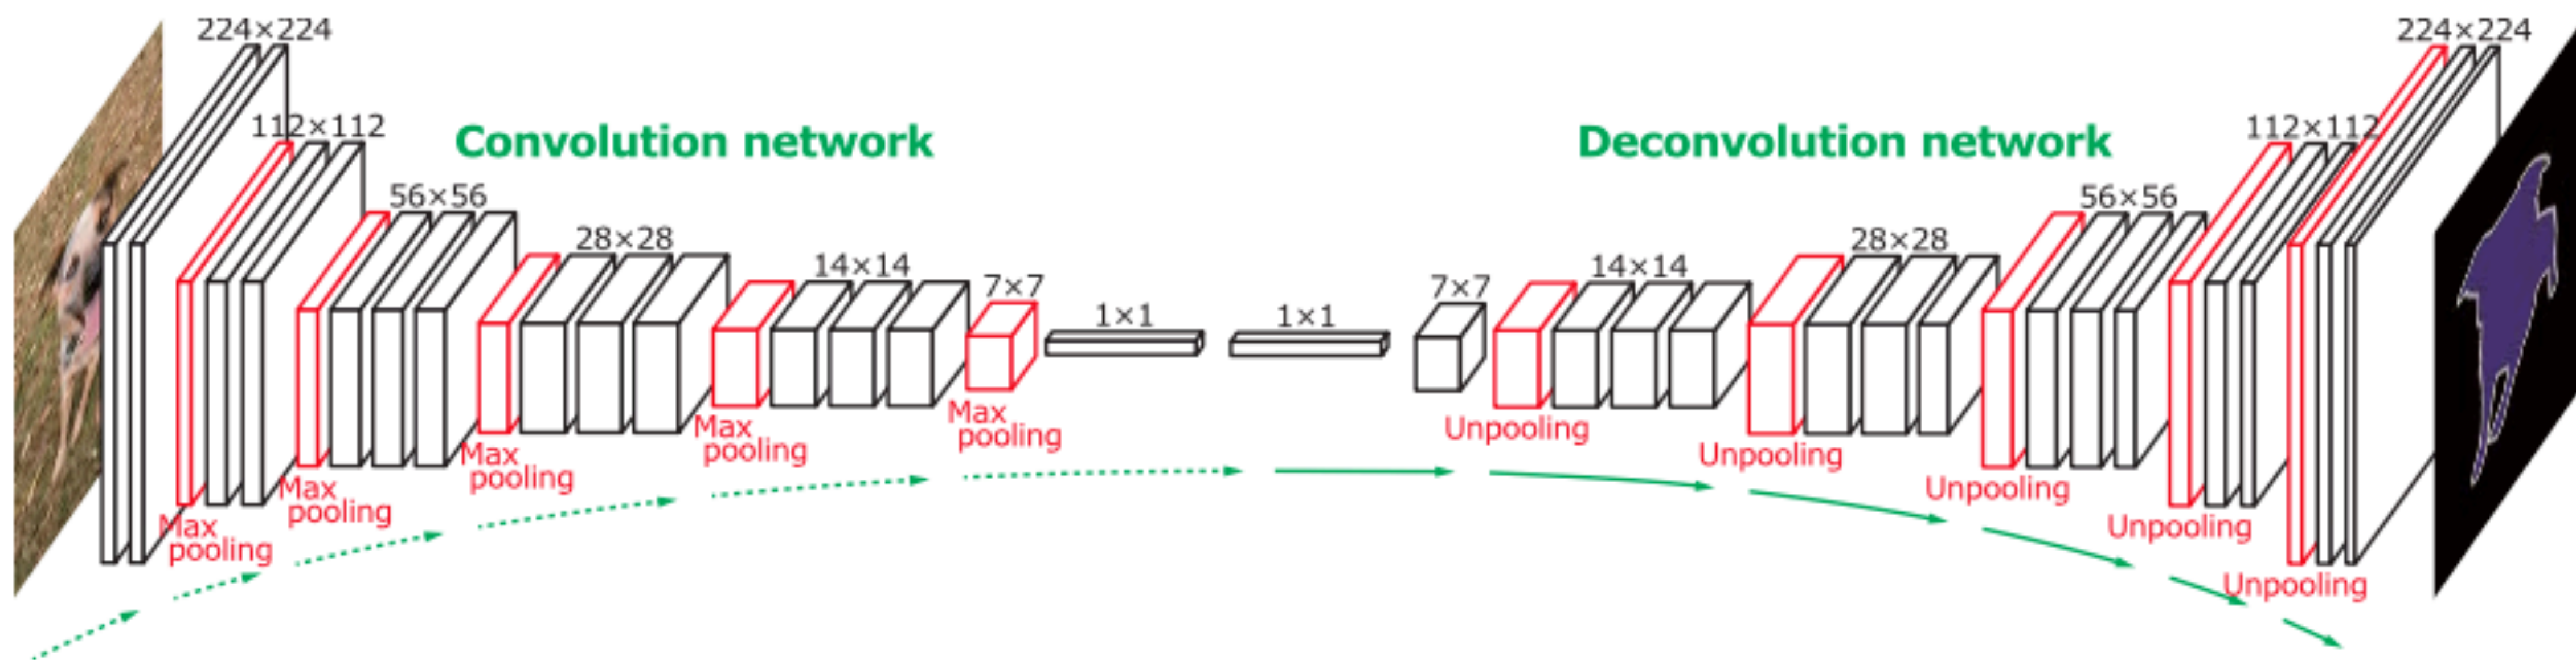 224×224
112×112
Convolution network
56×56
28×28
14×14
7×7
1×1
1×1
7×7
14×14
28×28
Deconvolution network
56×56
112×112
224×224
Max
pooling
Max
pooling
Max
pooling
Max
pooling
Max
pooling
Unpooling
Unpooling
Unpooling
Unpooling
Unpooling